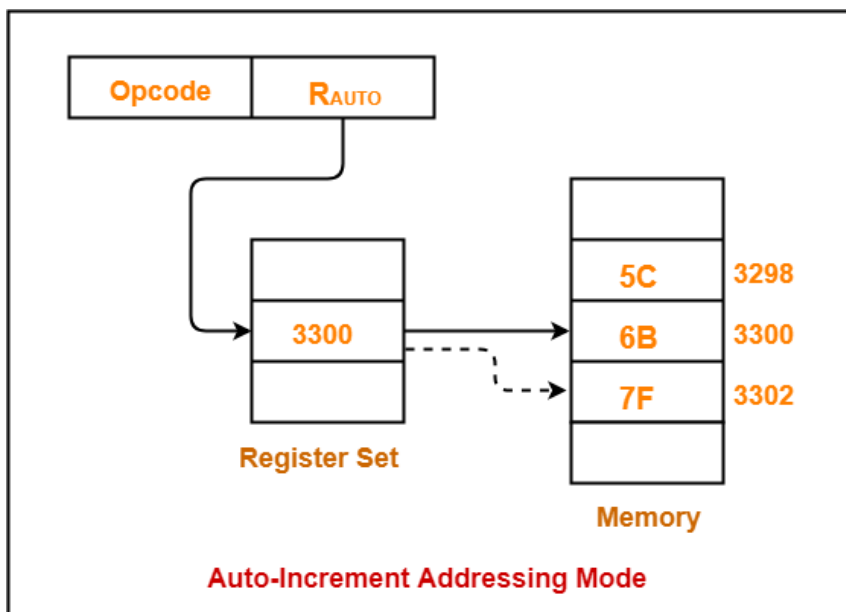 Opcode RAUTO
5C 3298
3300 6B 3300
7F 3302
Register Set
Memory
Auto-Increment Addressing Mode